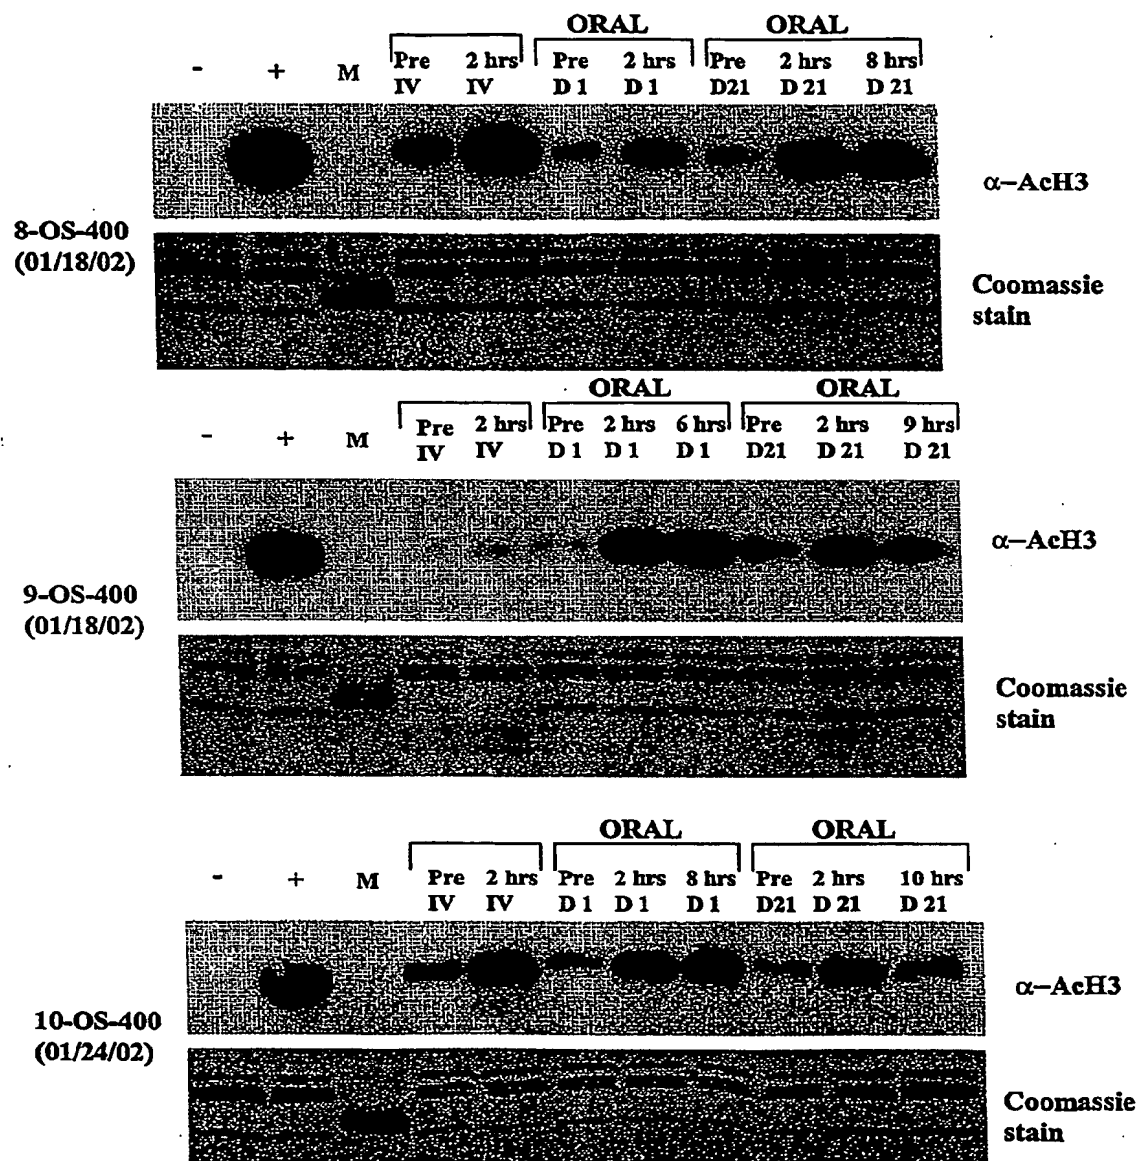 ORAL ORAL
- + M Pre 2 hrs Pre 2 hrs Pre 2 hrs 8 hrs
IV IV D 1 D 1 D21 D 21 D 21
α-AcH3
8-OS-400
(01/18/02)
Coomassie
stain
ORAL ORAL
- + M Pre 2 hrs Pre 2 hrs 6 hrs Pre 2 hrs 9 hrs
IV IV D 1 D 1 D 1 D21 D 21 D 21
α-AcH3
9-OS-400
(01/18/02)
Coomassie
stain
ORAL ORAL
- + M Pre 2 hrs Pre 2 hrs 8 hrs Pre 2 hrs 10 hrs
IV IV D 1 D 1 D 1 D21 D 21 D 21
α-AcH3
10-OS-400
(01/24/02)
Coomassie
stain